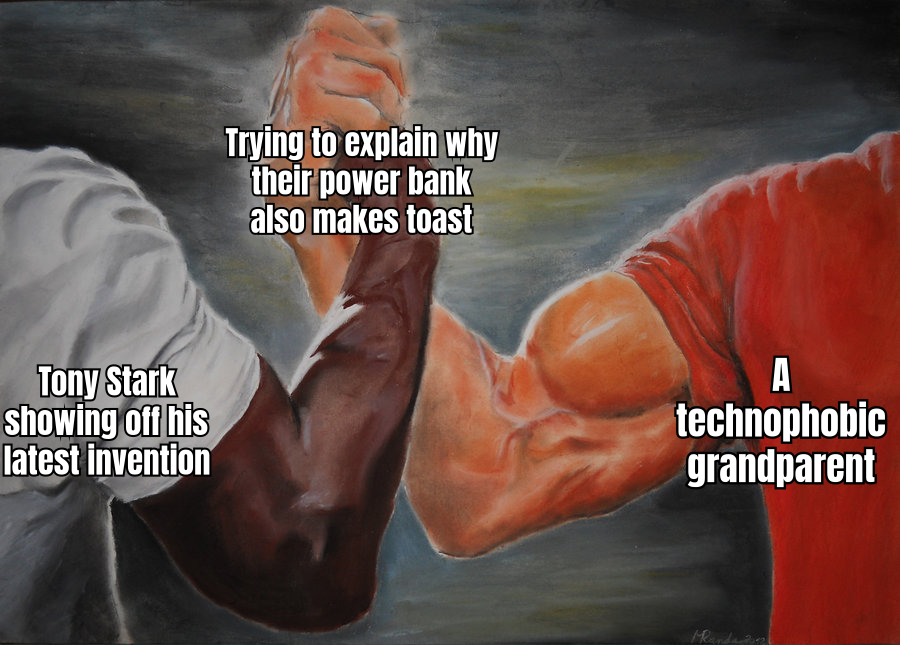 Trying to explain why
their power bank
also makes toast
Tony Stark
showing off his
latest invention
A
technophobic
grandparent